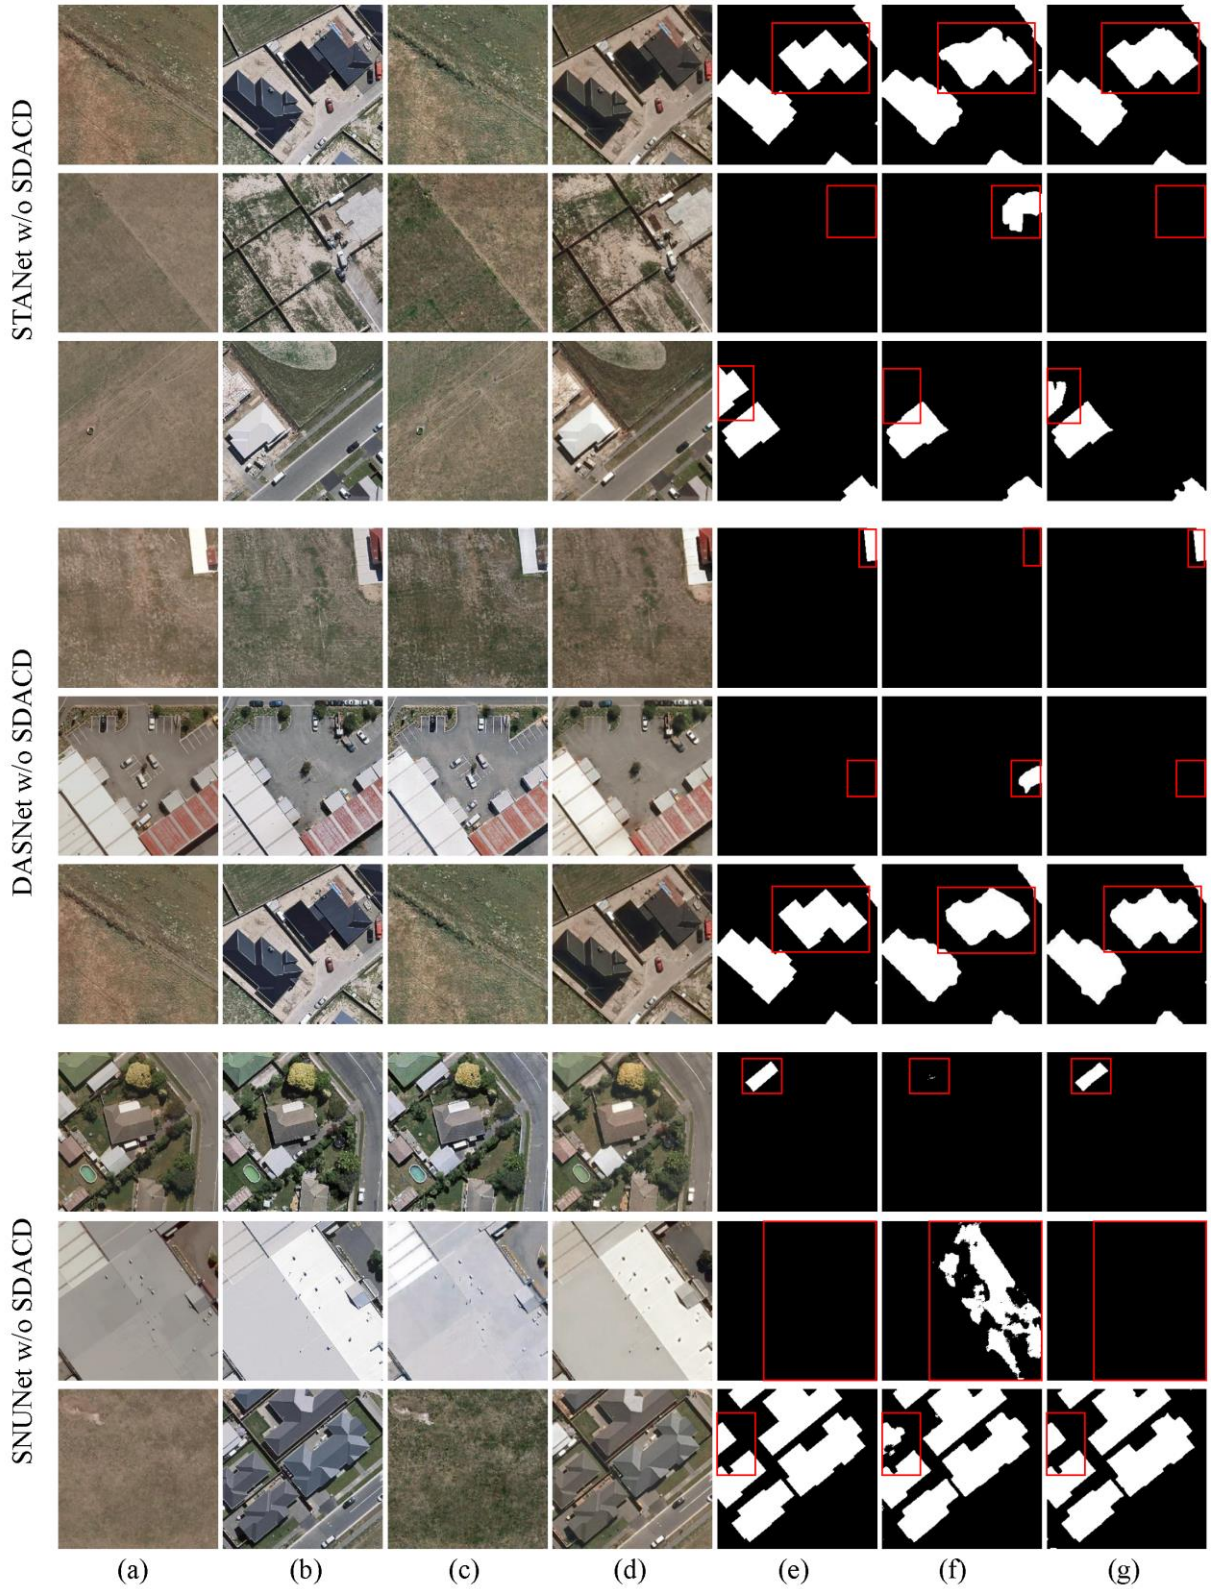 STANet w/o SDACD
DASNet w/o SDACD
SNUNet w/o SDACD
(a) (b) (c) (d) (e) (f) (g)